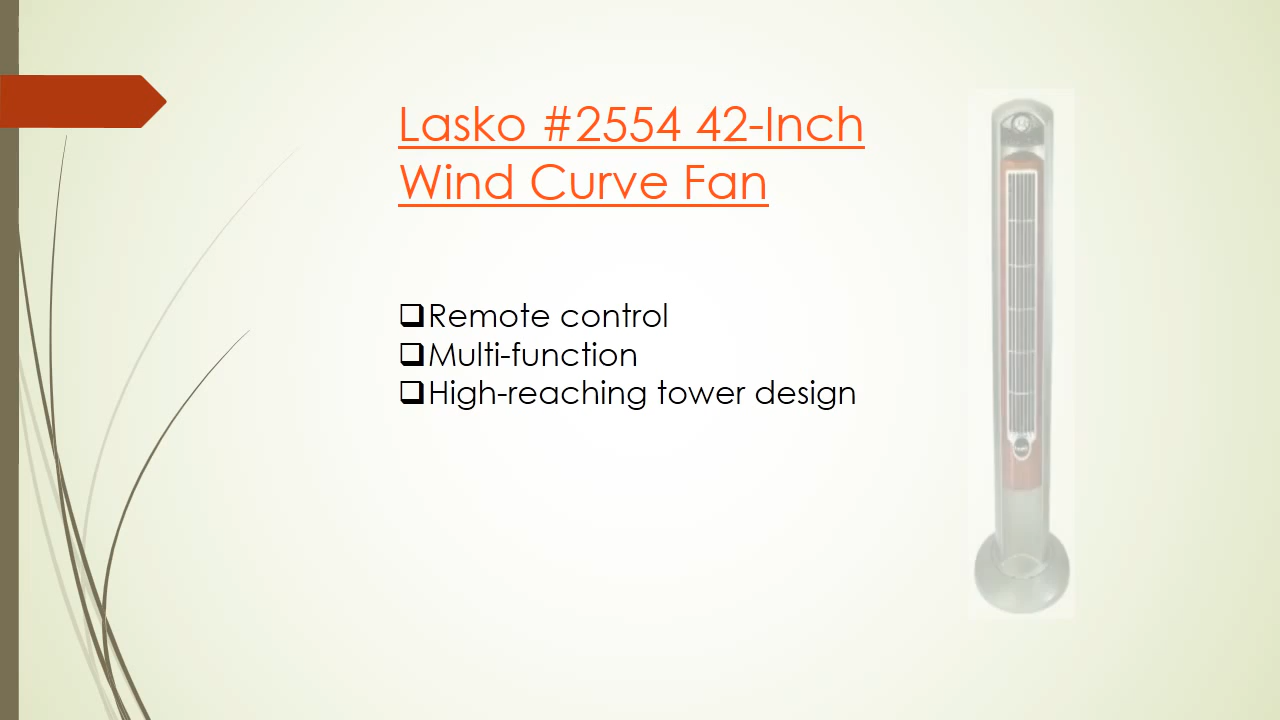 Lasko #2554 42-Inch
Wind Curve Fan
❑Remote control
❑Multi-function
❑High-reaching tower design